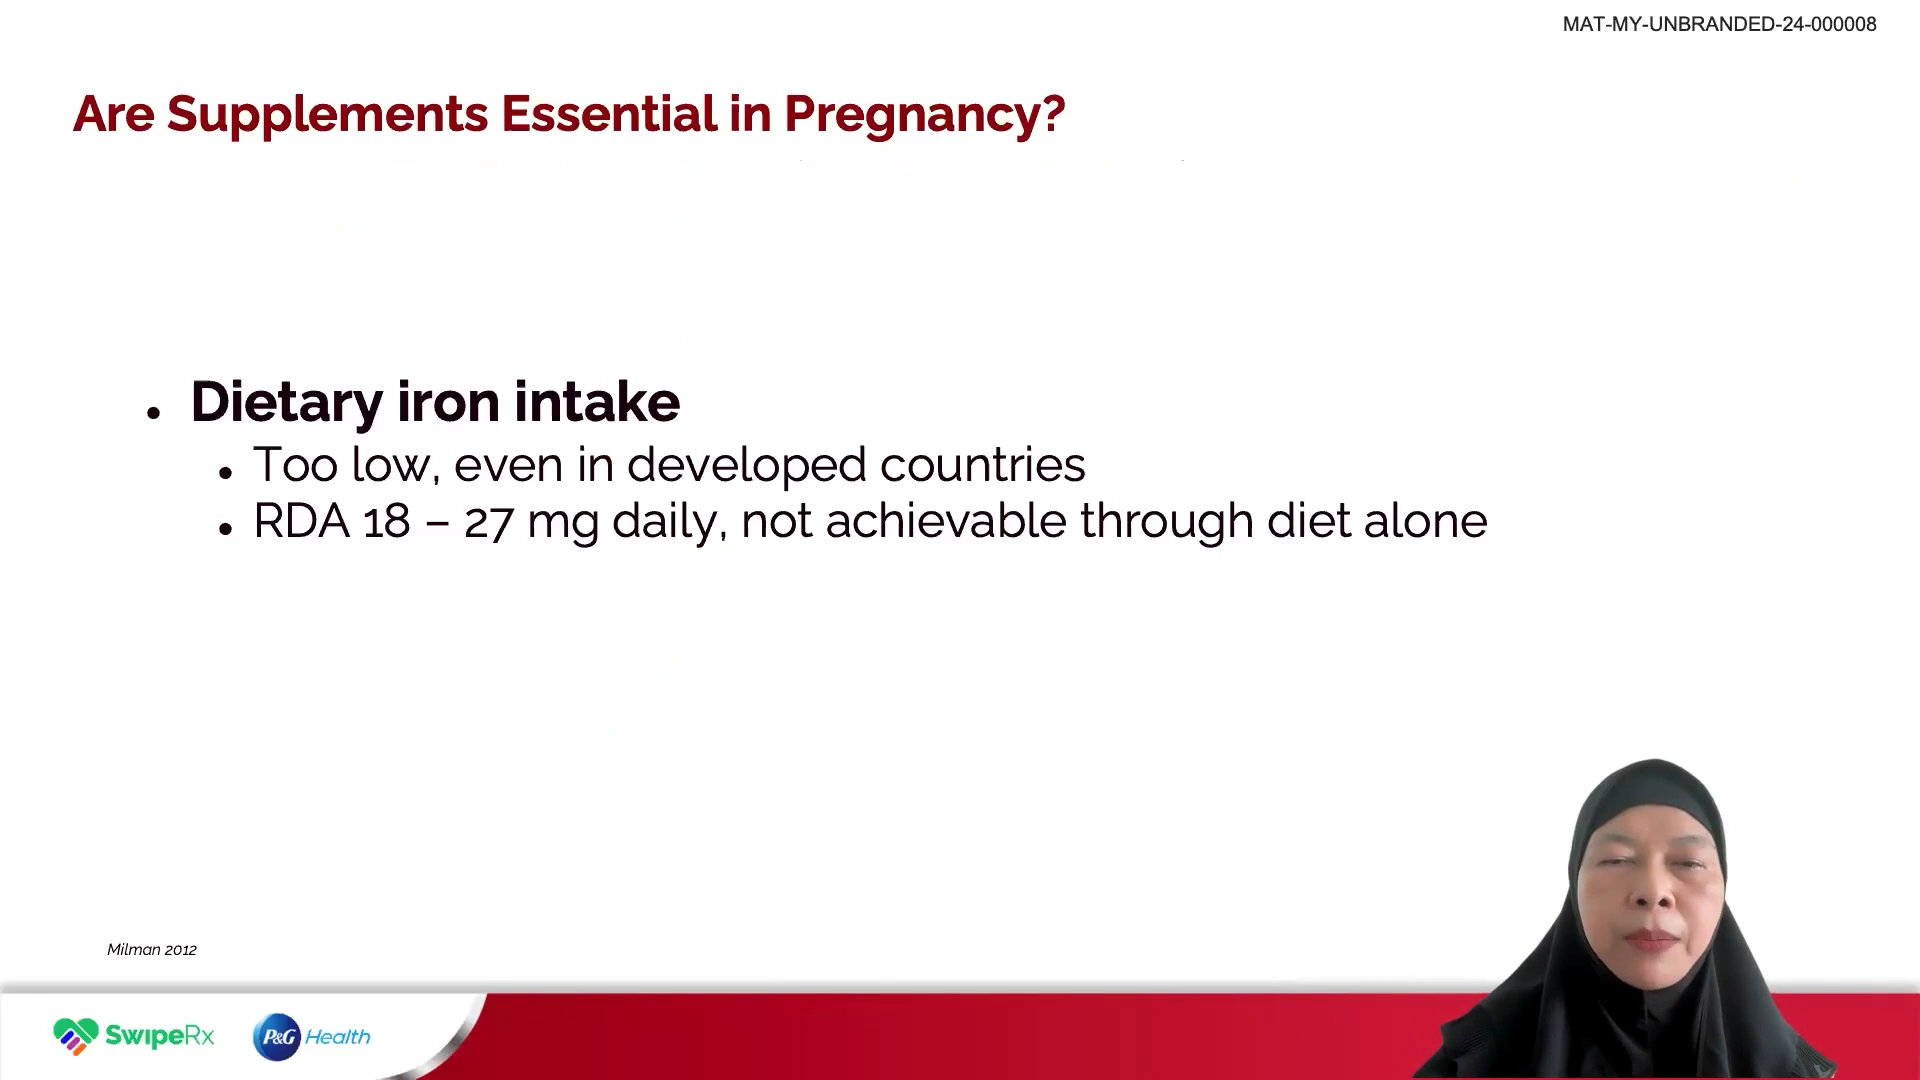 MAT-MY-UNBRANDED-24-000008
Are Supplements Essential in Pregnancy?
• Dietary iron intake
• Too low, even in developed countries
• RDA 18 – 27 mg daily, not achievable through diet alone
Milman 2012
SwipeRx
P&G Health